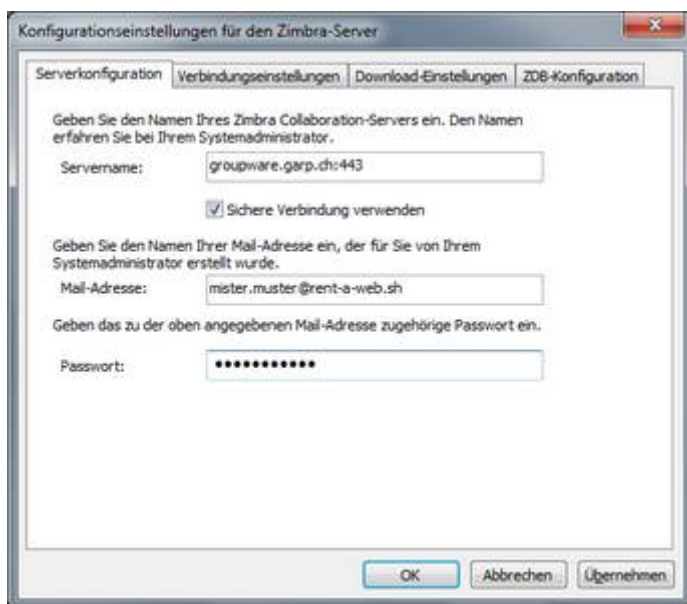 Konfigurationseinstellungen für den Zimbra-Server
Serverkonfiguration Verbindungseinstellungen Download-Einstellungen ZDB-Konfiguration
Geben Sie den Namen Ihres Zimbra Collaboration-Servers ein. Den Namen
erfahren Sie bei Ihrem Systemadministrator.
Servername: groupware.garp.ch:443
Sichere Verbindung verwenden
Geben Sie den Namen Ihrer Mail-Adresse ein, der für Sie von Ihrem
Systemadministrator erstellt wurde.
Mail-Adresse: mister.muster@rent-a-web.sh
Geben das zu der oben angegebenen Mail-Adresse zugehörige Passwort ein.
Passwort: •••••••••••
OK Abbrechen Übernehmen